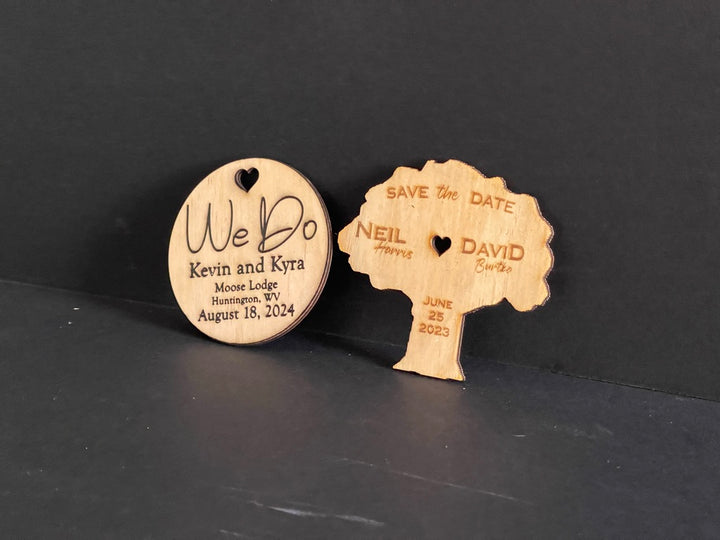 We Do
Kevin and Kyra
Moose Lodge
Huntington, WV
August 18, 2024
SAVE the DATE
NEIL
Harris
DAVID
Burtke
JUNE
25
2023